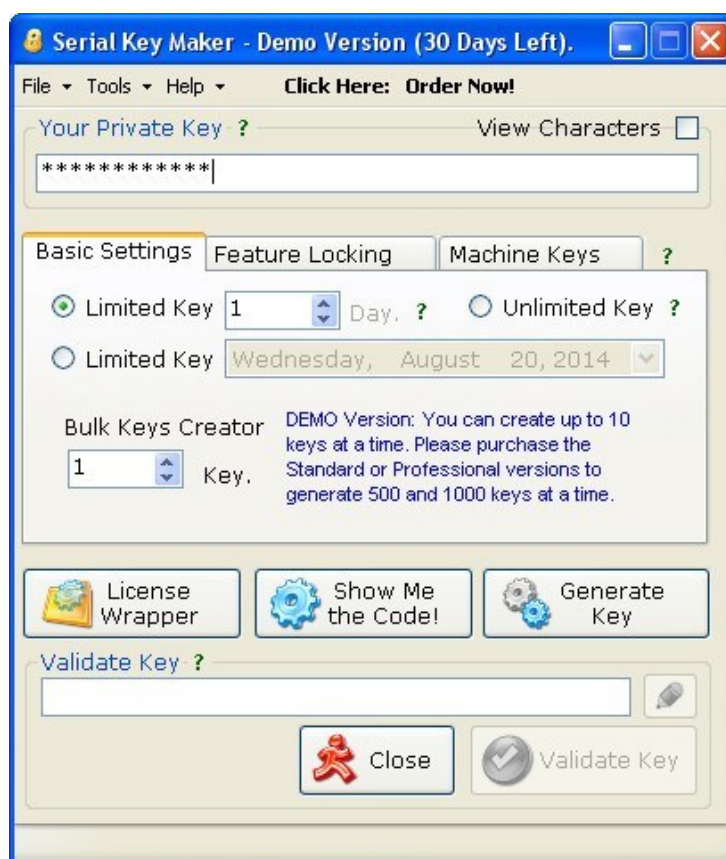 Serial Key Maker - Demo Version (30 Days Left).
File Tools Help Click Here: Order Now!
Your Private Key ? View Characters
************
Basic Settings Feature Locking Machine Keys ?
Limited Key 1 Day. ? Unlimited Key ?
Limited Key Wednesday, August 20, 2014
Bulk Keys Creator
1 Key.
DEMO Version: You can create up to 10
keys at a time. Please purchase the
Standard or Professional versions to
generate 500 and 1000 keys at a time.
License
Wrapper
Show Me
the Code!
Generate
Key
Validate Key ?
Close
Validate Key